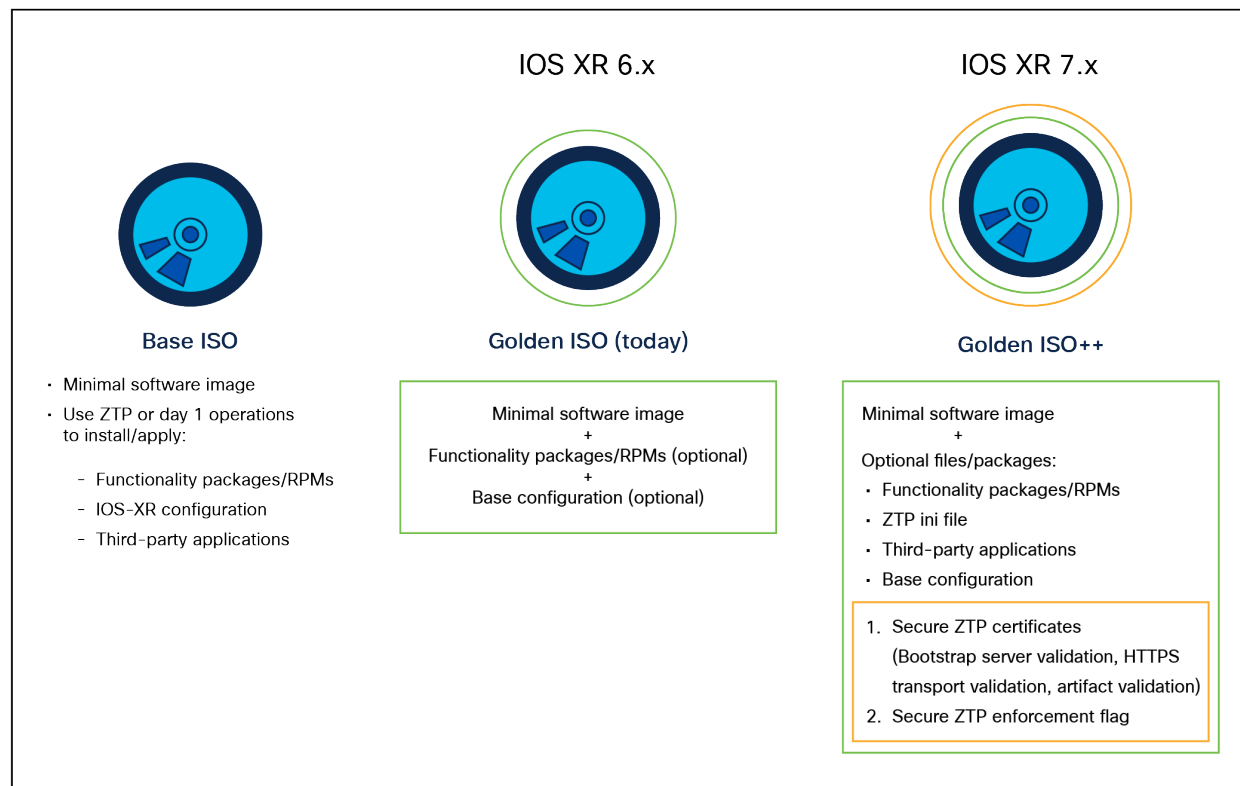 IOS XR 6.x
IOS XR 7.x
Base ISO
· Minimal software image
· Use ZTP or day 1 operations
to install/apply:
- Functionality packages/RPMs
- IOS-XR configuration
- Third-party applications
Golden ISO (today)
Minimal software image
+
Functionality packages/RPMs (optional)
+
Base configuration (optional)
Golden ISO++
Minimal software image
+
Optional files/packages:
· Functionality packages/RPMs
· ZTP ini file
· Third-party applications
· Base configuration
1. Secure ZTP certificates
(Bootstrap server validation, HTTPS
transport validation, artifact validation)
2. Secure ZTP enforcement flag